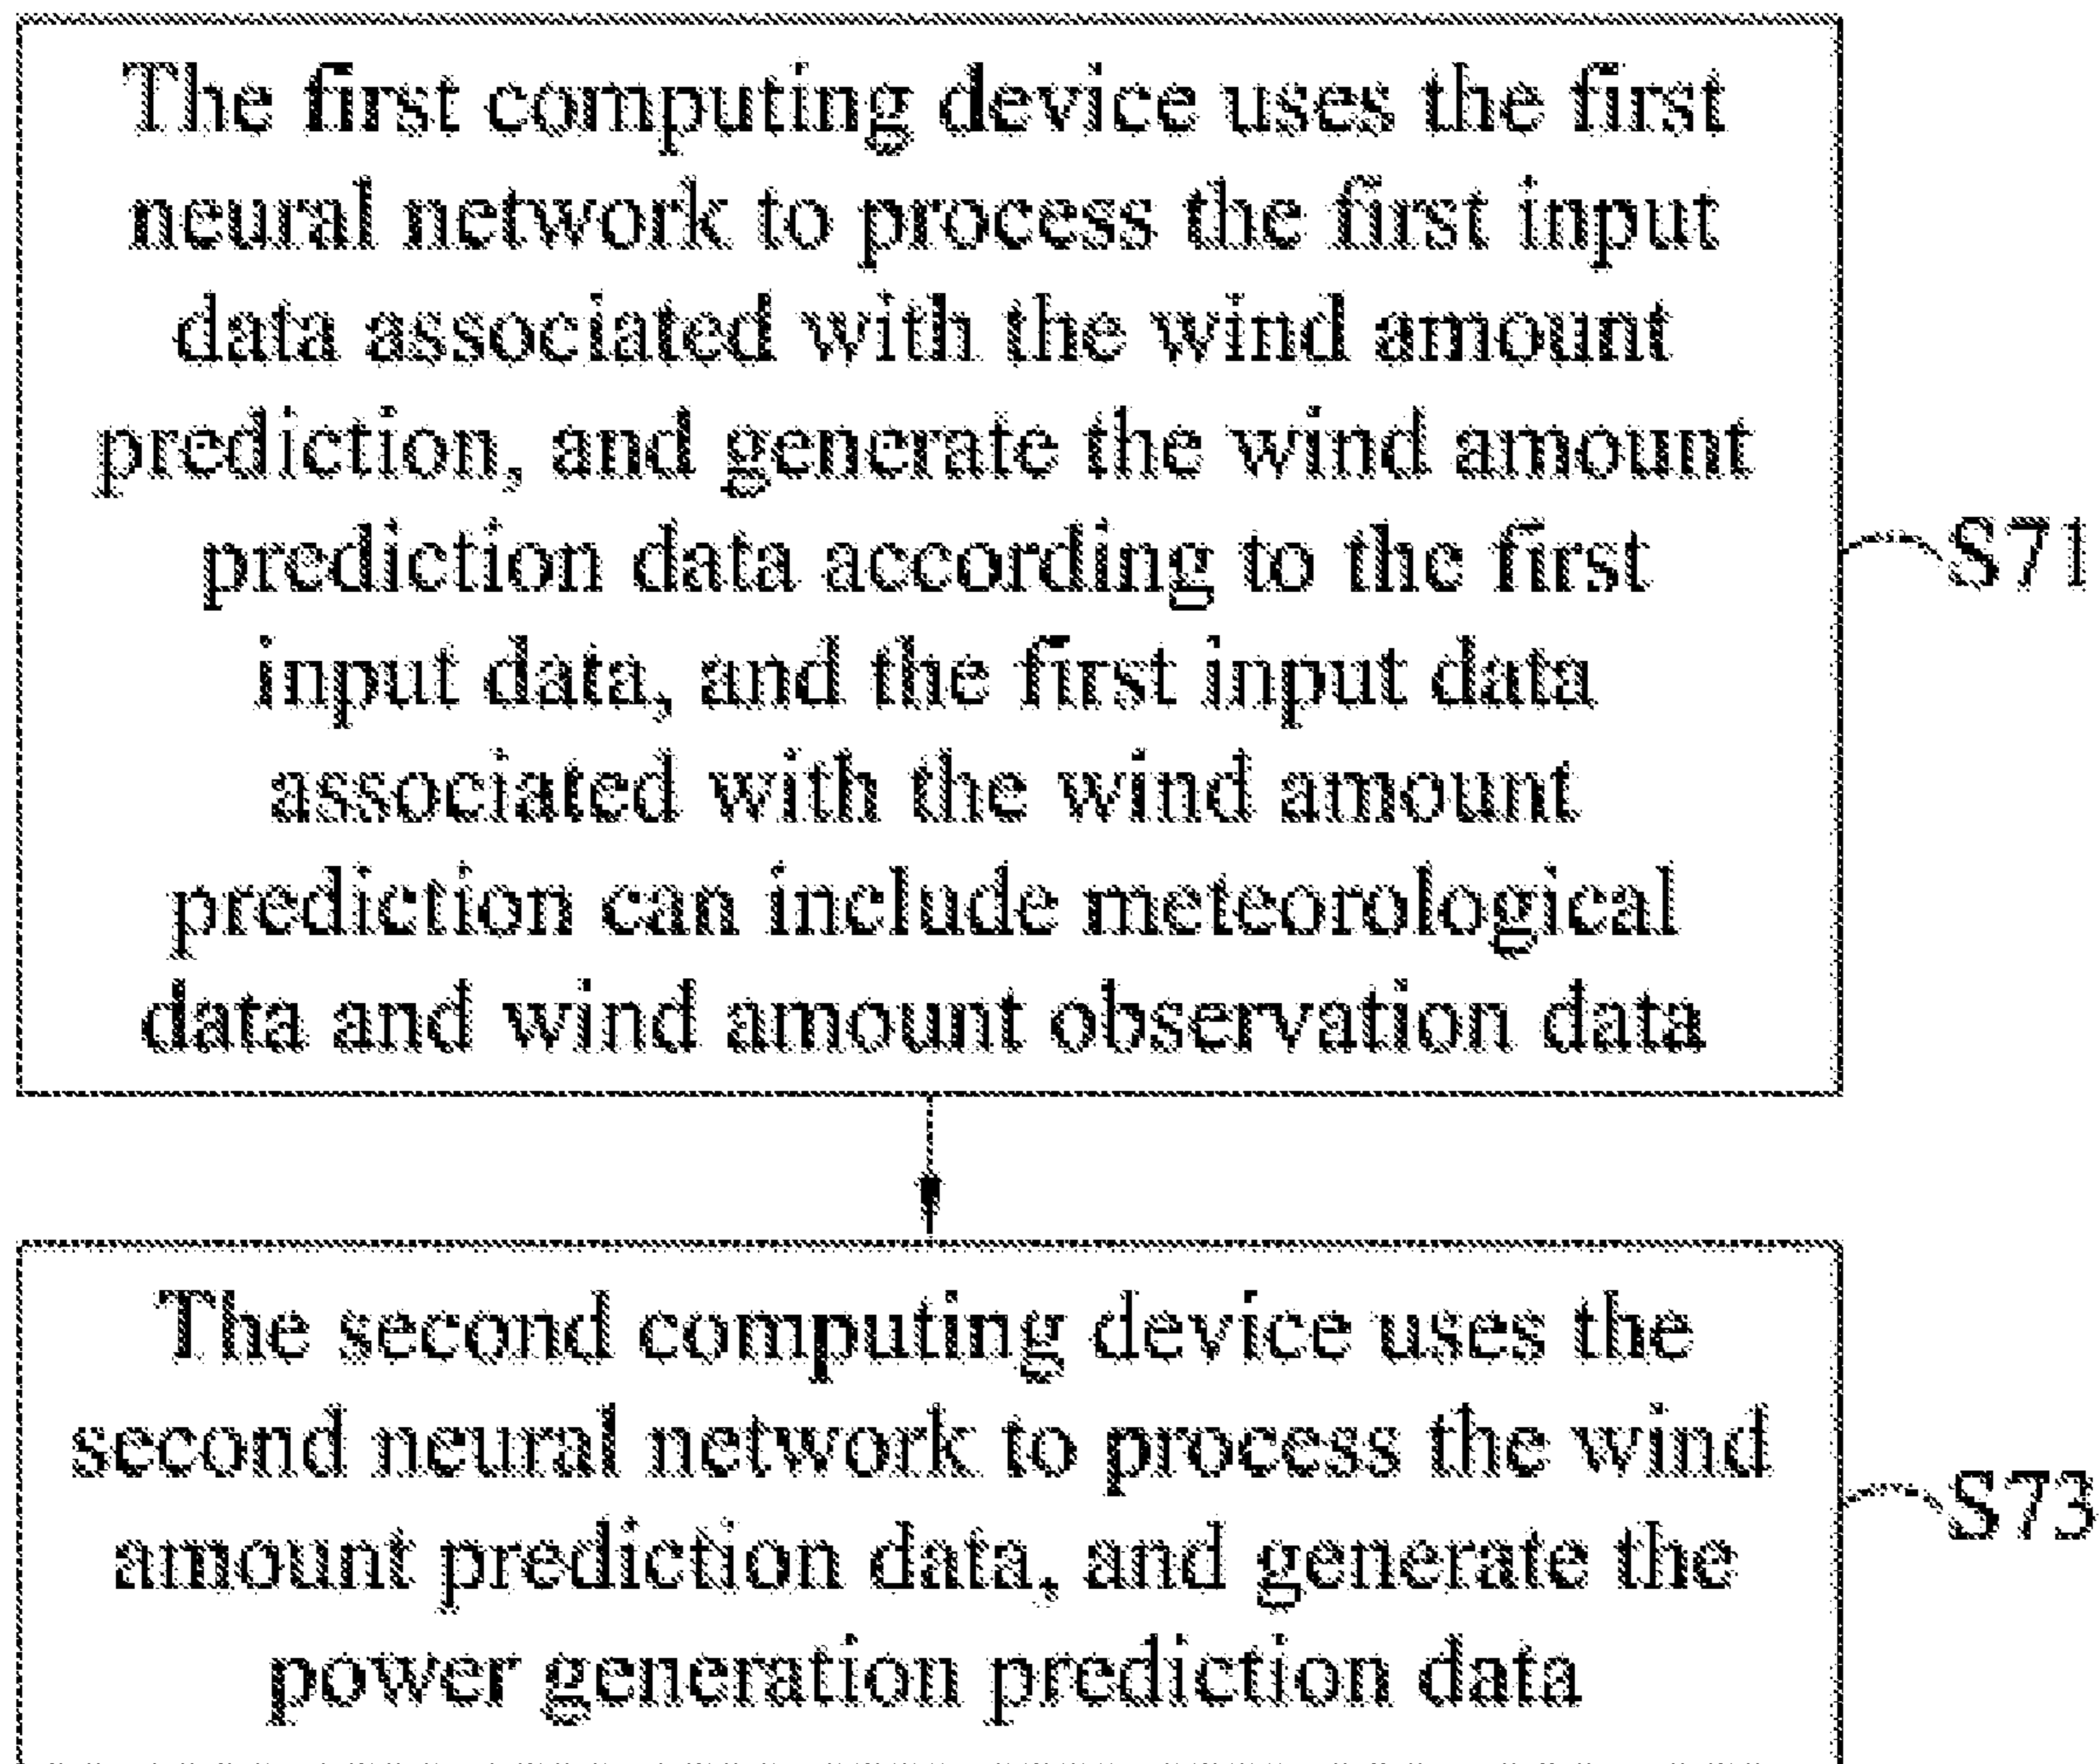 The first computing device uses the first
neural network to process the first input
data associated with the wind amount
prediction, and generate the wind amount
prediction data according to the first
input data, and the first input data
associated with the wind amount
prediction can include meteorological
data and wind amount observation data
S71
The second computing device uses the
second neural network to process the wind
amount prediction data, and generate the
power generation prediction data
S73